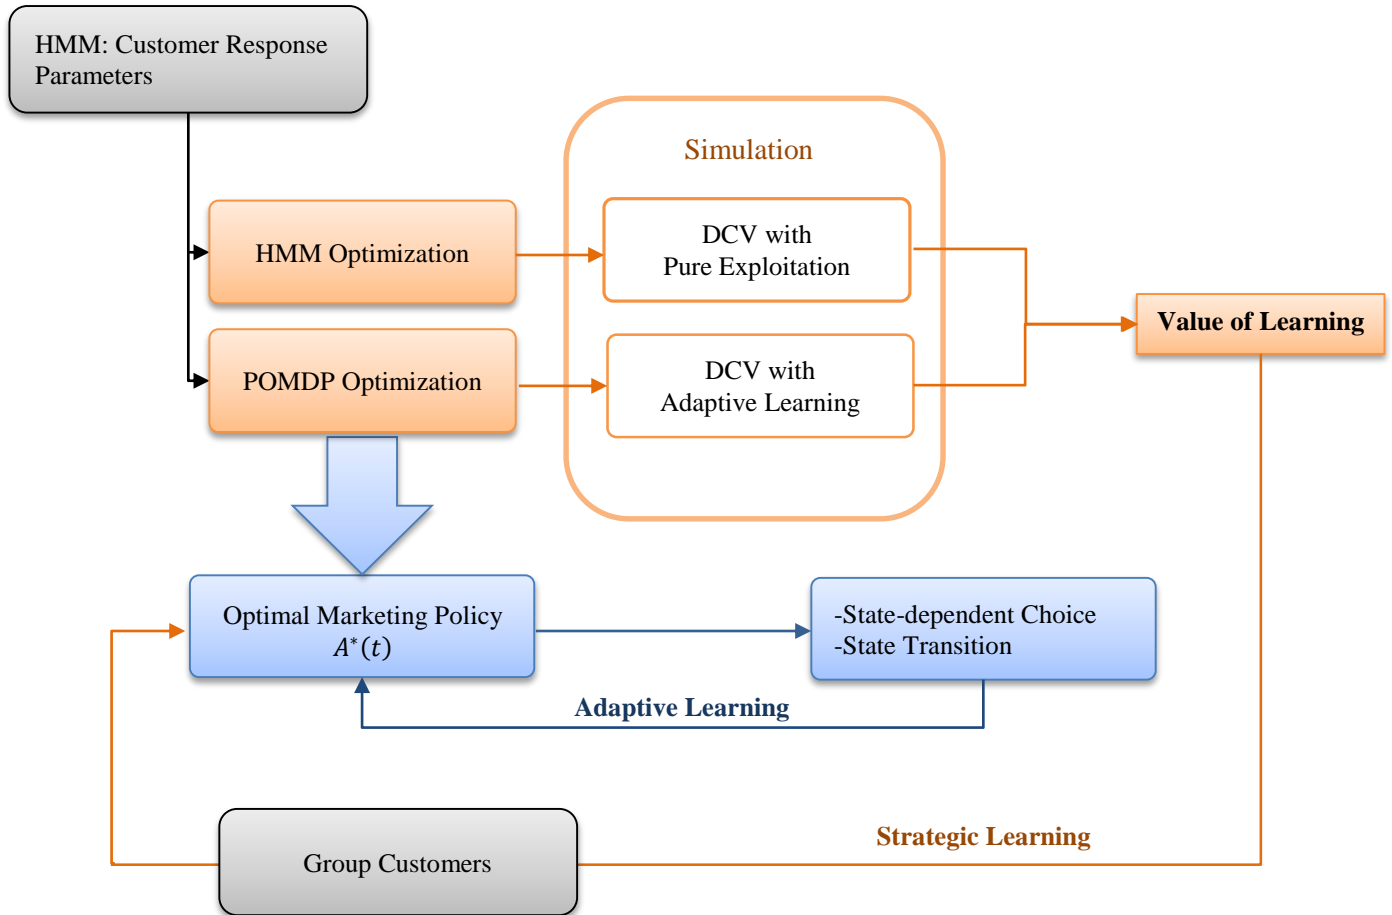 HMM: Customer Response
Parameters
Simulation
HMM Optimization
DCV with
Pure Exploitation
Value of Learning
POMDP Optimization
DCV with
Adaptive Learning
Optimal Marketing Policy
A*(t)
-State-dependent Choice
-State Transition
Adaptive Learning
Strategic Learning
Group Customers